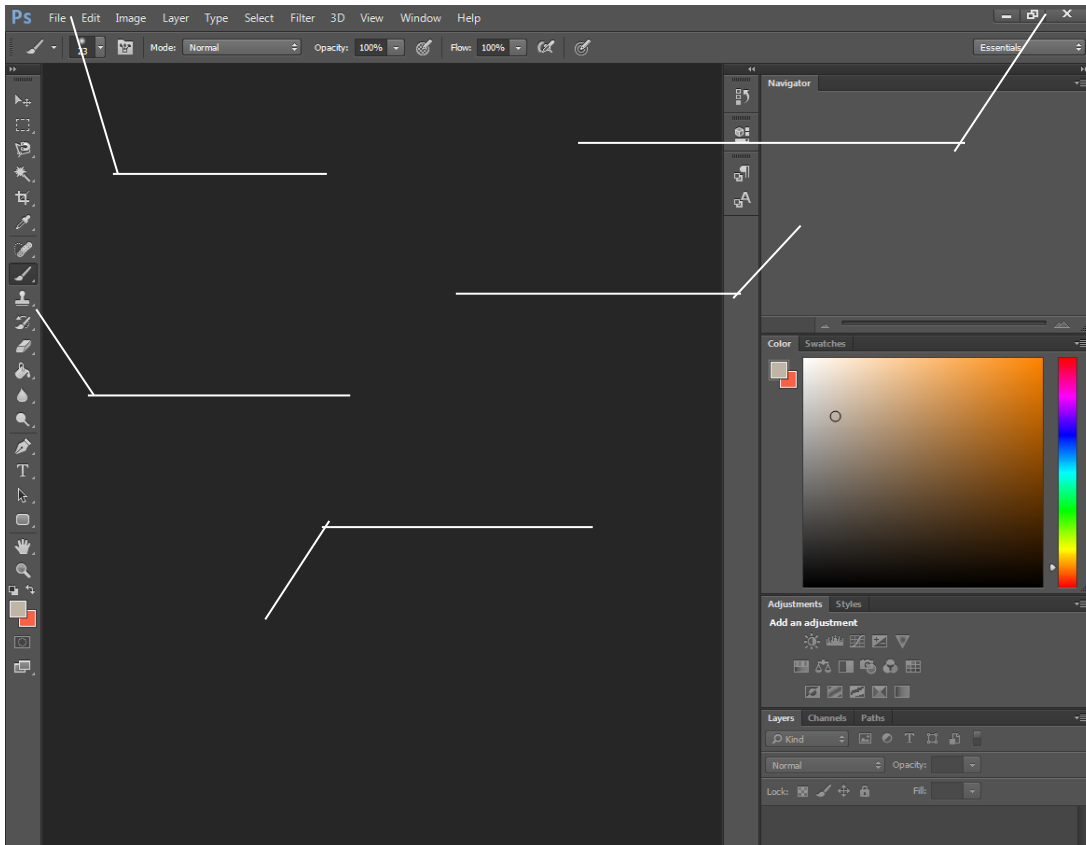 Ps File Edit Image Layer Type Select Filter 3D View Window Help
23 Mode: Normal Opacity: 100% Flow: 100% Essentials
Navigator
Color Swatches
Adjustments Styles
Add an adjustment
Layers Channels Paths
Kind
Normal Opacity:
Lock: Fill: